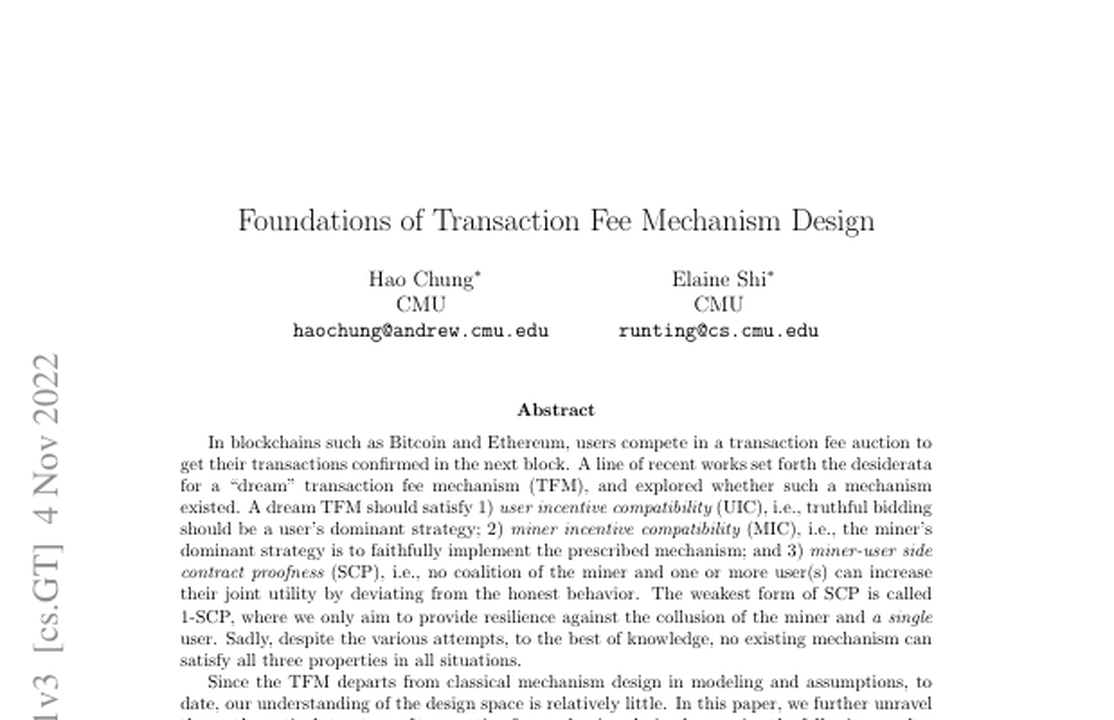 Foundations of Transaction Fee Mechanism Design
Hao Chung* Elaine Shi*
CMU CMU
haochung@andrew.cmu.edu runting@cs.cmu.edu
Abstract
In blockchains such as Bitcoin and Ethereum, users compete in a transaction fee auction to
get their transactions confirmed in the next block. A line of recent works set forth the desiderata
for a “dream” transaction fee mechanism (TFM), and explored whether such a mechanism
existed. A dream TFM should satisfy 1) user incentive compatibility (UIC), i.e., truthful bidding
should be a user's dominant strategy; 2) miner incentive compatibility (MIC), i.e., the miner's
dominant strategy is to faithfully implement the prescribed mechanism; and 3) miner-user side
contract proofness (SCP), i.e., no coalition of the miner and one or more user(s) can increase
their joint utility by deviating from the honest behavior. The weakest form of SCP is called
1-SCP, where we only aim to provide resilience against the collusion of the miner and a single
user. Sadly, despite the various attempts, to the best of knowledge, no existing mechanism can
satisfy all three properties in all situations.
Since the TFM departs from classical mechanism design in modeling and assumptions, to
date, our understanding of the design space is relatively little. In this paper, we further unravel
1v3 [cs.GT] 4 Nov 2022